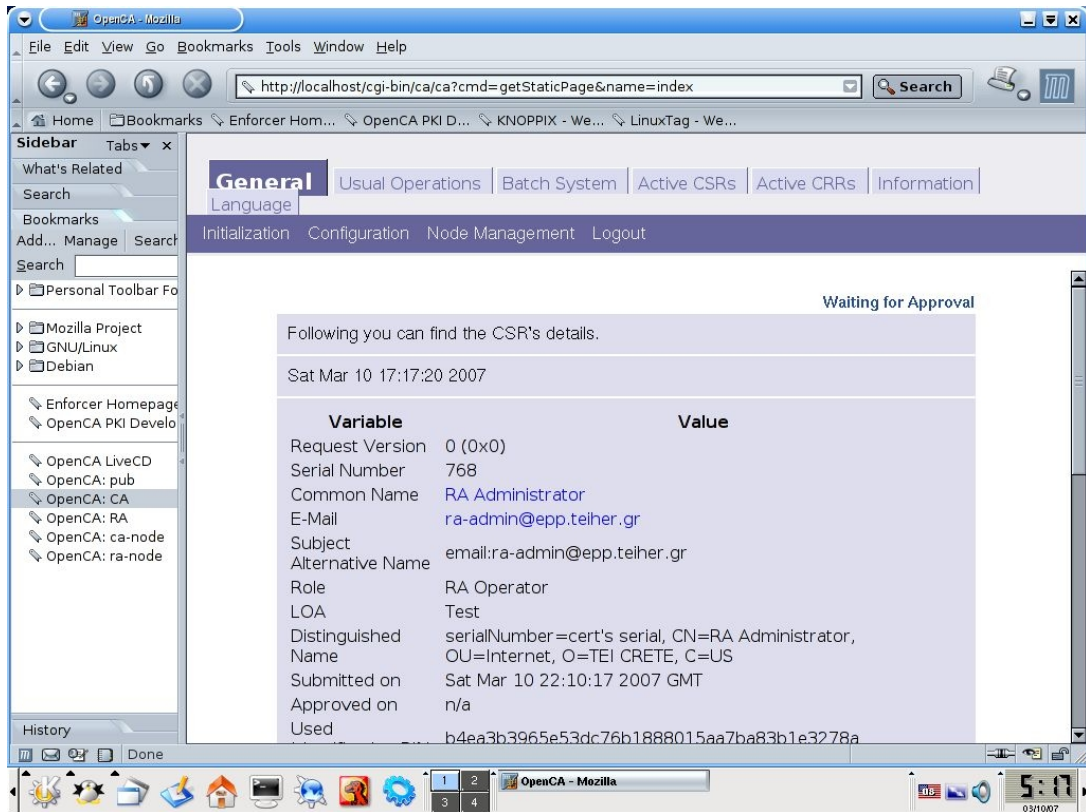 OpenCA - Mozilla
File Edit View Go Bookmarks Tools Window Help
http://localhost/cgi-bin/ca/ca?cmd=getStaticPage&name=index
Search
Home Bookmarks Enforcer Hom... OpenCA PKI D... KNOPPIX - We... LinuxTag - We...
Sidebar Tabs x
What's Related
Search
Bookmarks
Add... Manage Search
Search
Personal Toolbar Fo
Mozilla Project
GNU/Linux
Debian
Enforcer Homepage
OpenCA PKI Develo
OpenCA LiveCD
OpenCA: pub
OpenCA: CA
OpenCA: RA
OpenCA: ca-node
OpenCA: ra-node
History
General Usual Operations Batch System Active CSRs Active CRRs Information
Language
Initialization Configuration Node Management Logout
Waiting for Approval
Following you can find the CSR's details.
Sat Mar 10 17:17:20 2007
Variable Value
Request Version 0 (0x0)
Serial Number 768
Common Name RA Administrator
E-Mail ra-admin@epp.teiher.gr
Subject
Alternative Name email:ra-admin@epp.teiher.gr
Role RA Operator
LOA Test
Distinguished serialNumber=cert's serial, CN=RA Administrator,
Name OU=Internet, O=TEI CRETE, C=US
Submitted on Sat Mar 10 22:10:17 2007 GMT
Approved on n/a
Used b4ea3b3965e53dc76b1888015aa7ba83b1e3278a
Done
1 2
3 4
OpenCA - Mozilla
us
5:17
03/10/07